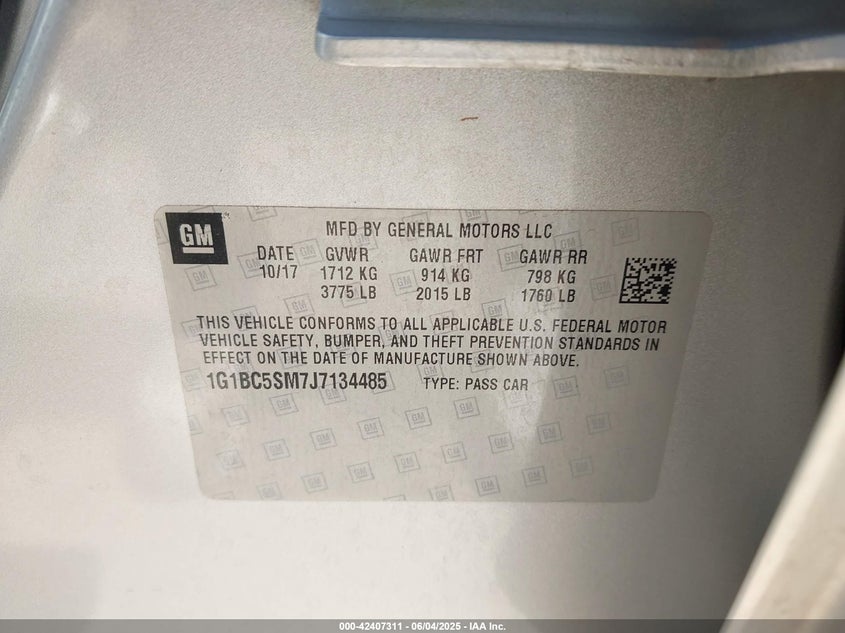 GM
MFD BY GENERAL MOTORS LLC
DATE GVWR GAWR FRT GAWR RR
10/17 1712 KG 914 KG 798 KG
3775 LB 2015 LB 1760 LB
THIS VEHICLE CONFORMS TO ALL APPLICABLE U.S. FEDERAL MOTOR
VEHICLE SAFETY, BUMPER, AND THEFT PREVENTION STANDARDS IN
EFFECT ON THE DATE OF MANUFACTURE SHOWN ABOVE.
1G1BC5SM7J7134485 TYPE: PASS CAR
000-42407311 - 06/04/2025 - IAA Inc.